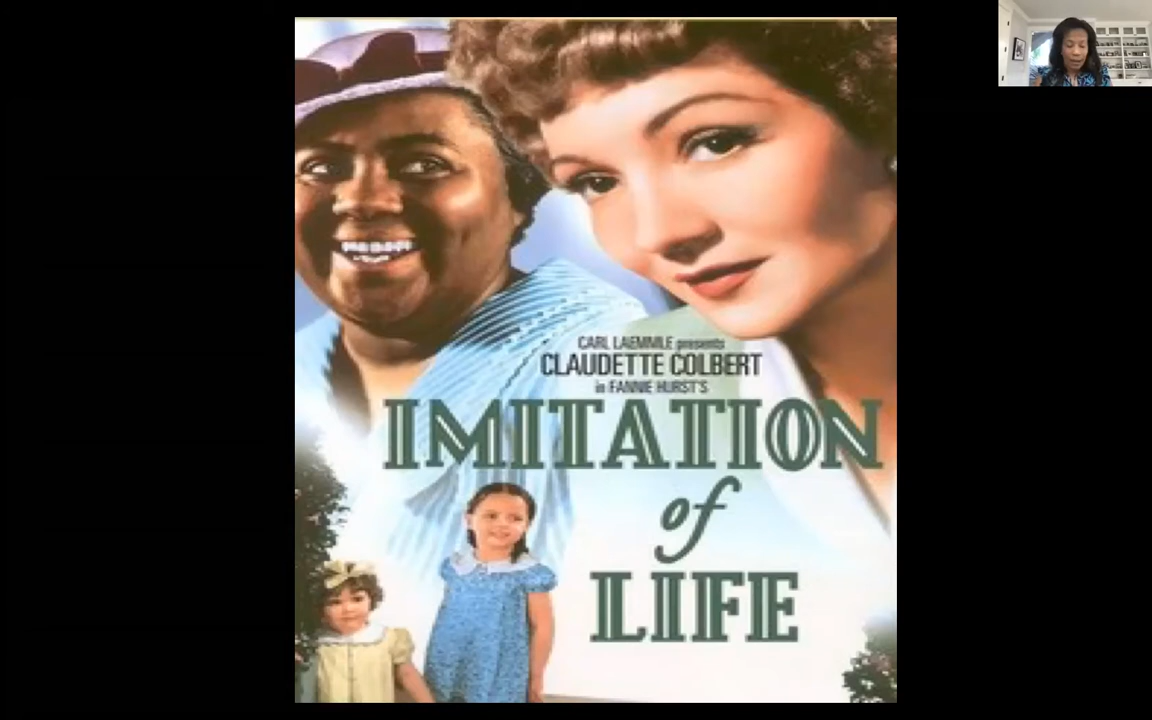 CARL LAEMMLE presents
CLAUDETTE COLBERT
in FANNIE HURST'S
IMITATION
of
LIFE